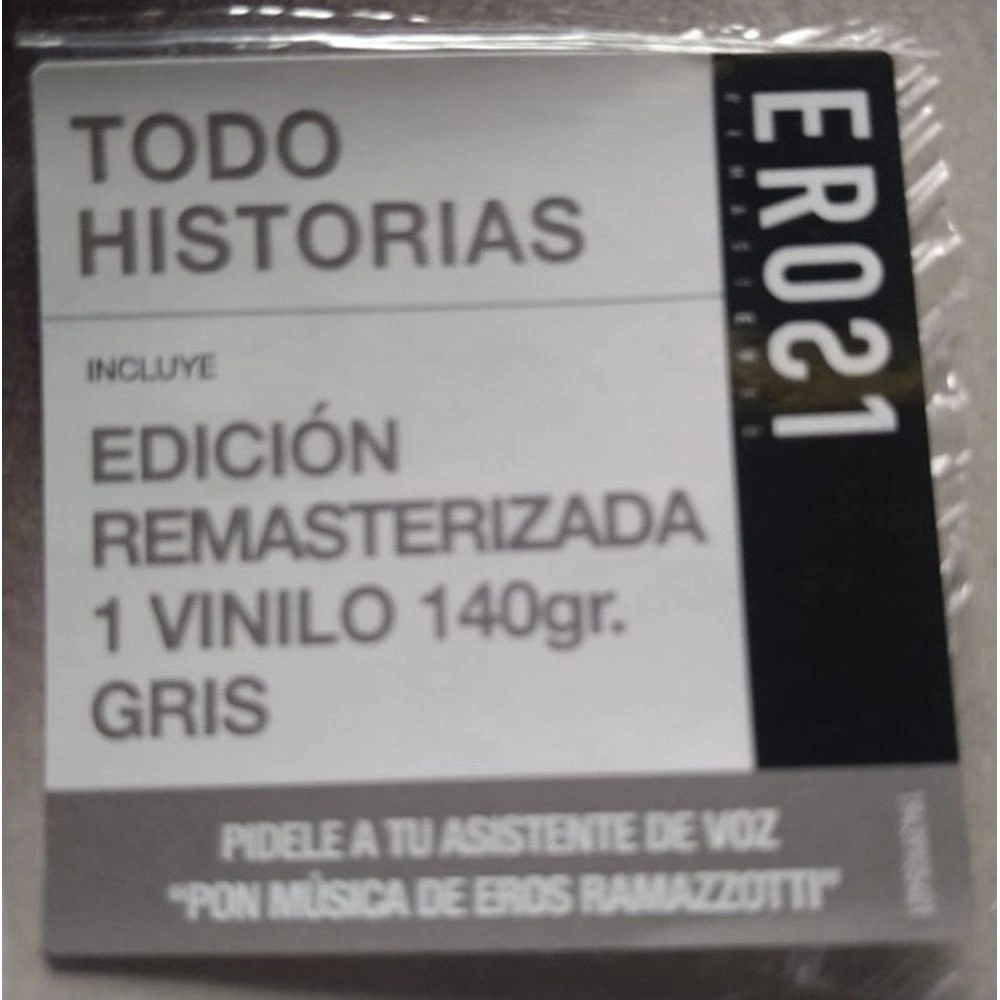 TODO
HISTORIAS
INCLUYE
EDICIÓN
REMASTERIZADA
1 VINILO 140gr.
GRIS
PIDELE A TU ASISTENTE DE VOZ
"PON MÚSICA DE EROS RAMAZZOTTI"
EROS1